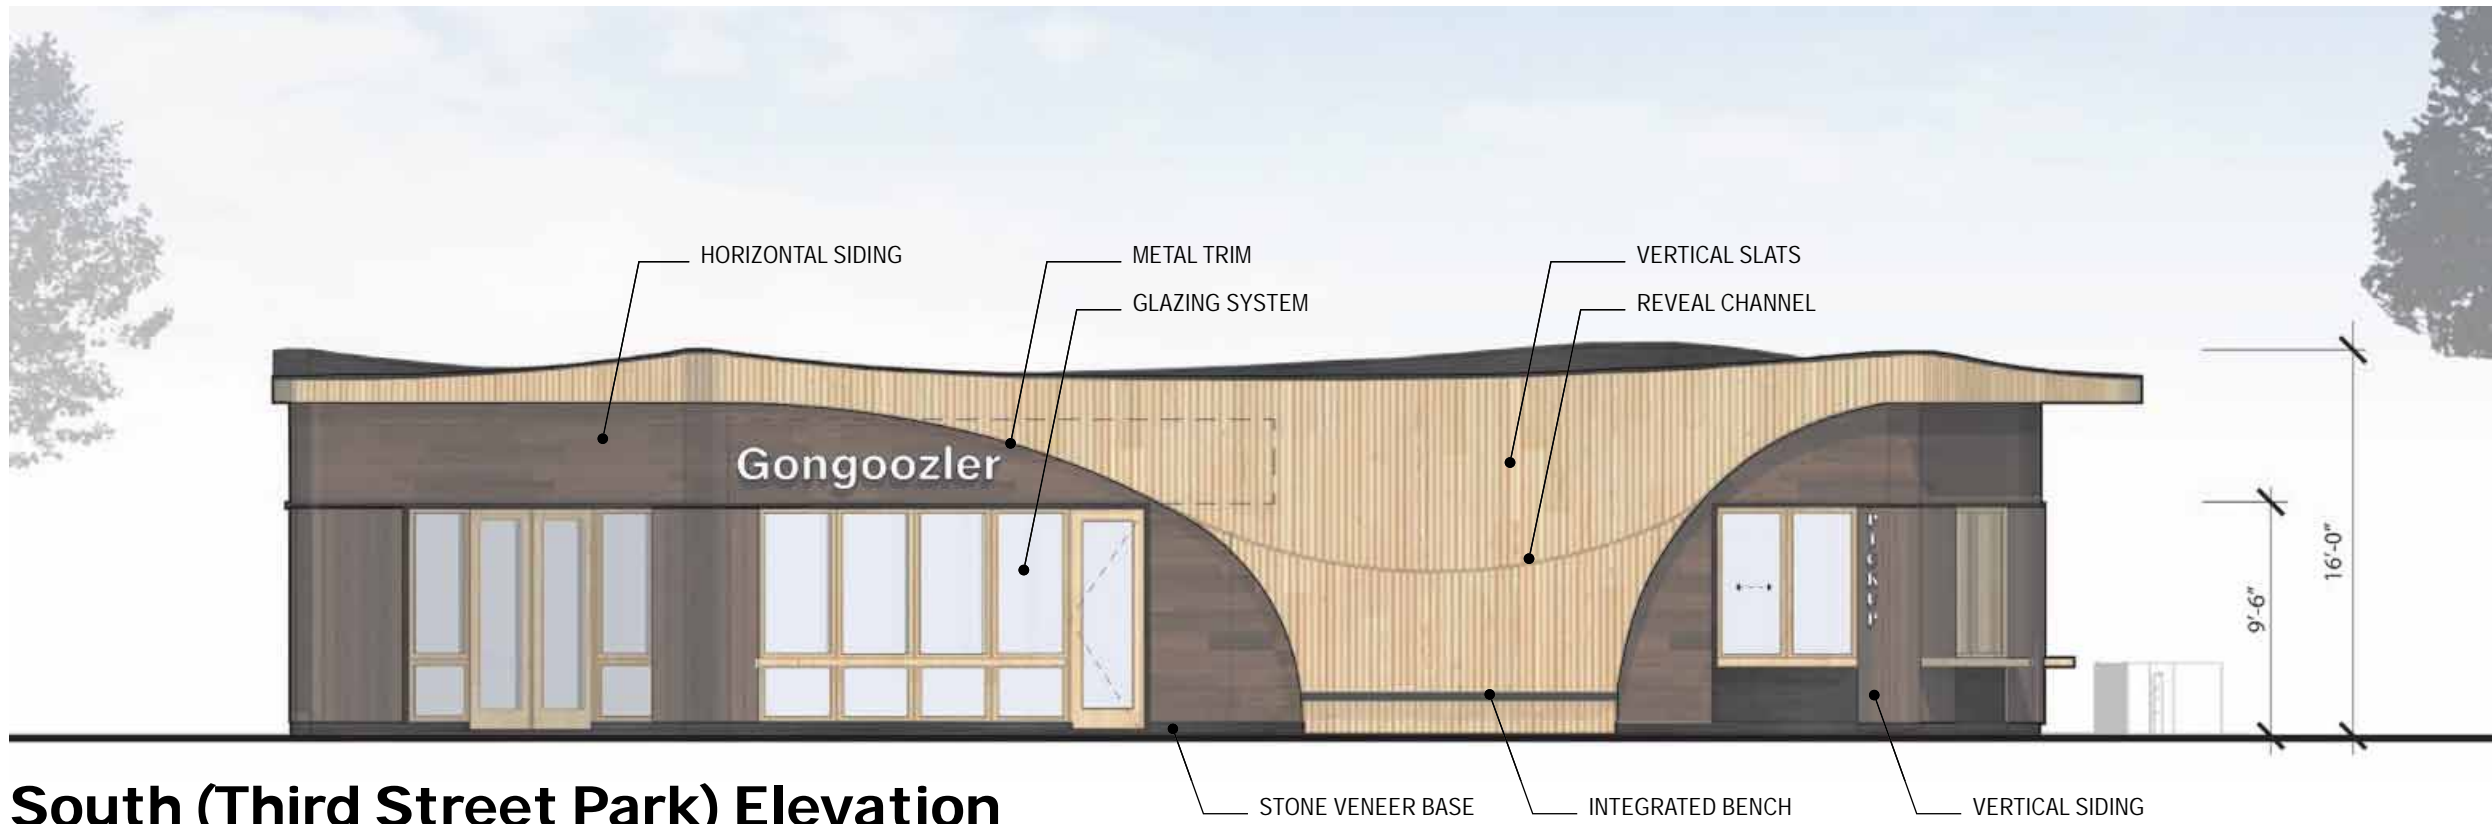 HORIZONTAL SIDING
METAL TRIM
VERTICAL SLATS
GLAZING SYSTEM
REVEAL CHANNEL
Gongoozler
PICKUP
9'-6"
16'-0"
South (Third Street Park) Elevation
STONE VENEER BASE
INTEGRATED BENCH
VERTICAL SIDING